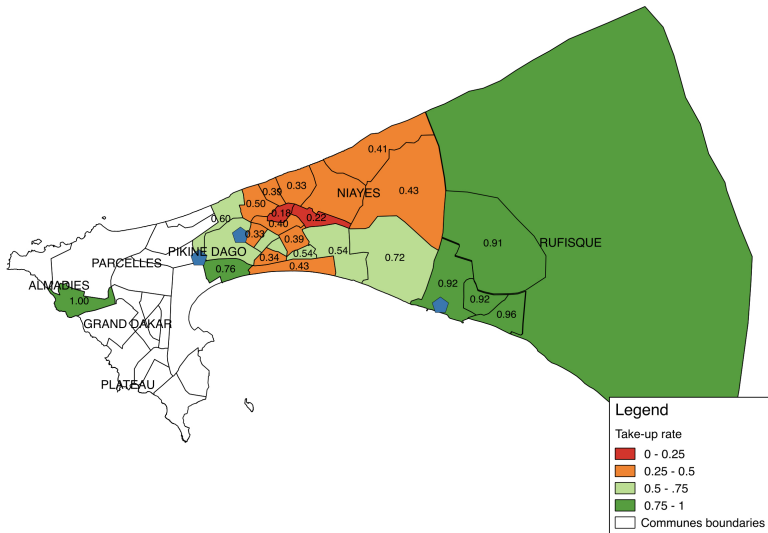 0.41
0.39
0.33
NIAYES
0.43
0.50
0.18
0.22
0.60
0.40
0.33
0.39
0.91
RUFISQUE
PIKINE DAGO
0.54
0.54
0.72
0.34
PARCELLES
0.76
0.43
ALMADIES
0.92
1.00
0.92
0.96
GRAND DAKAR
PLATEAU
Legend
Take-up rate
0 - 0.25
0.25 - 0.5
0.5 - .75
0.75 - 1
Communes boundaries